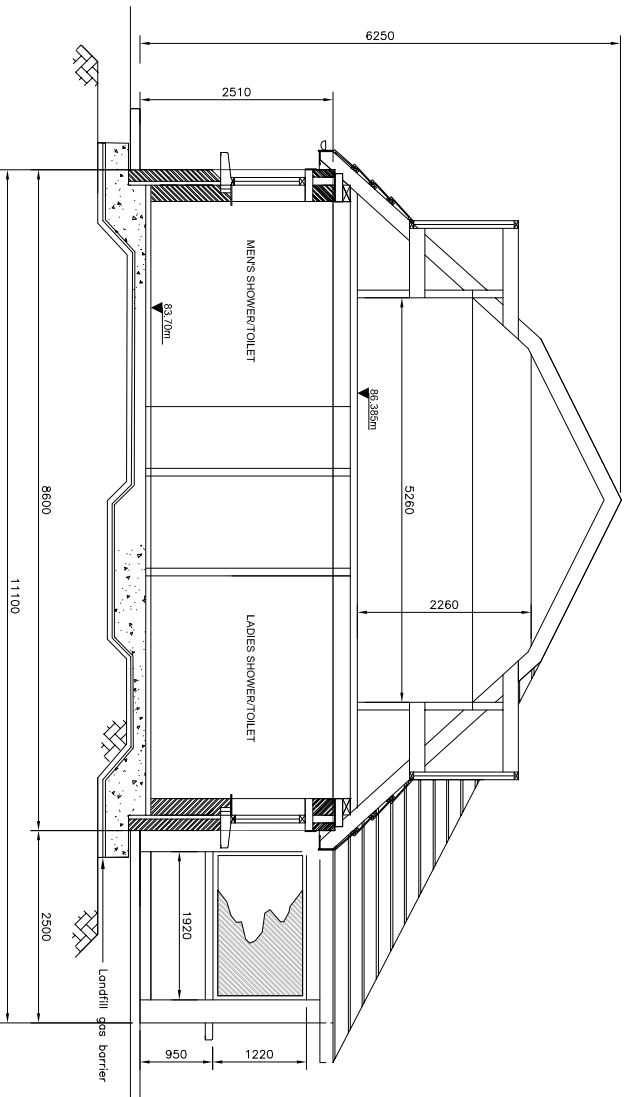 6250
2510
MEN'S SHOWER/TOILET
83.70m
86.385m
5260
8600
11100
2260
LADIES SHOWER/TOILET
1920
2500
Landfill gas barrier
950
1220